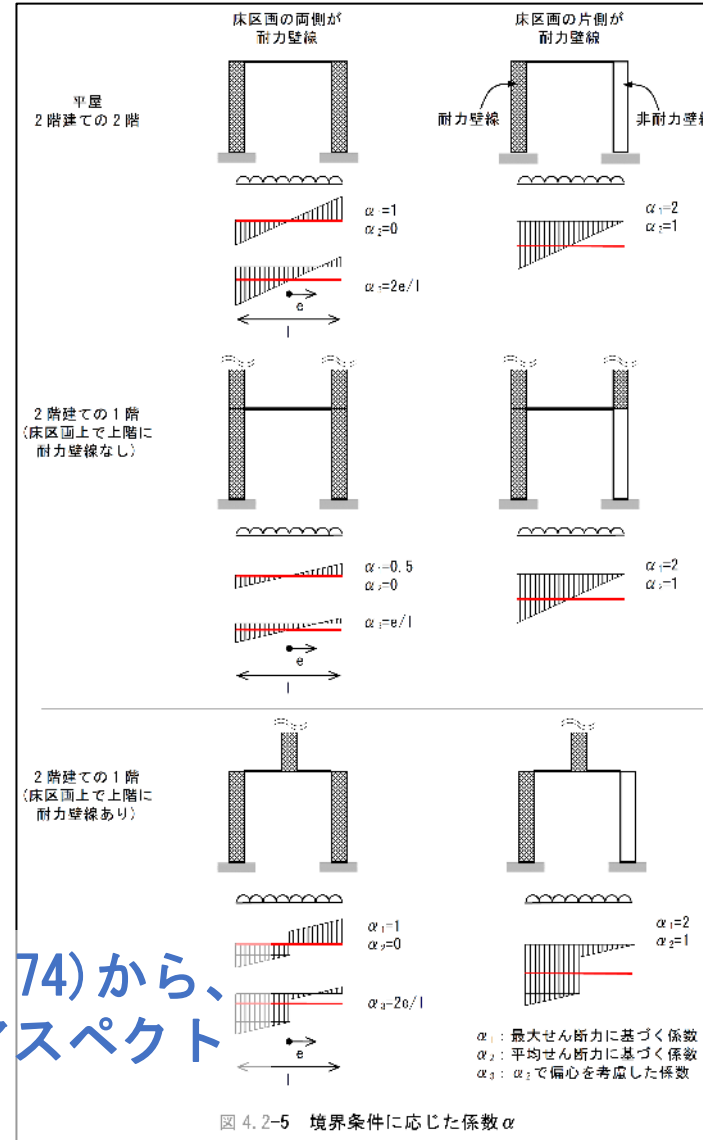 床区画の両側が
耐力壁線
床区画の片側が
耐力壁線
平屋
2階建ての2階
耐力壁線
非耐力壁
α₁=1
α₂=0
α₃=2e/l
e
l
α₁=2
α₂=1
2階建ての1階
(床区画上で上階に
耐力壁線なし)
α₁=0.5
α₂=0
α₃=e/l
e
l
α₁=2
α₂=1
2階建ての1階
(床区画上で上階に
耐力壁線あり)
α₁=1
α₂=0
α₃=2e/l
e
l
α₁=2
α₂=1
74)から、
アスペクト
α₁：最大せん断力に基づく係数
α₂：平均せん断力に基づく係数
α₃：α₂で偏心を考慮した係数
図 4.2-5 境界条件に応じた係数α